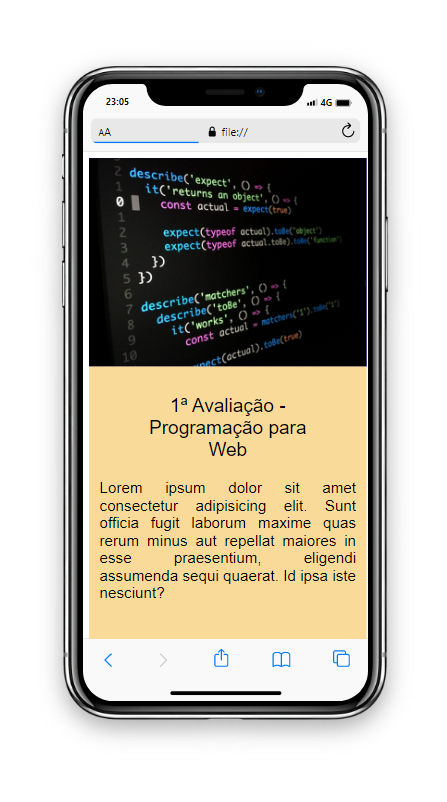 23:05
4G
AA file://
2 describe('expect', () => {
1 it('returns an object', () => {
0 const actual = expect(true)
1
2 expect(typeof actual).toBe("object")
3 expect(typeof actual.toBe).toBe("function")
4 })
5 })
6
7 describe('matchers', () => {
8 describe('toBe', () => {
9 it('works', () => {
10 const actual = matchers("1").toBe("1")
expect(actual).toBe(true)
1ª Avaliação -
Programação para
Web
Lorem ipsum dolor sit amet
consectetur adipisicing elit. Sunt
officia fugit laborum maxime quas
rerum minus aut repellat maiores in
esse praesentium, eligendi
assumenda sequi quaerat. Id ipsa iste
nesciunt?